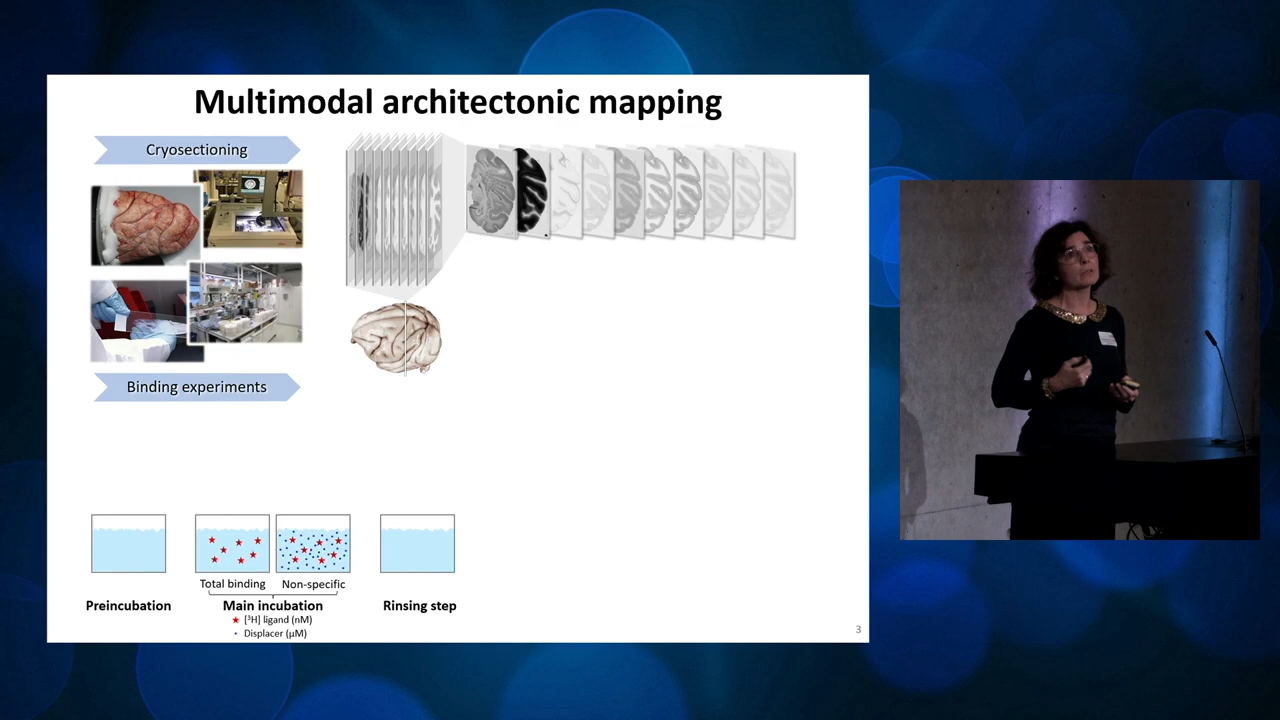 Multimodal architectonic mapping
Cryosectioning
Binding experiments
Total binding
Non-specific
Preincubation
Main incubation
Rinsing step
★ [³H] ligand (nM)
• Displacer (µM)
3